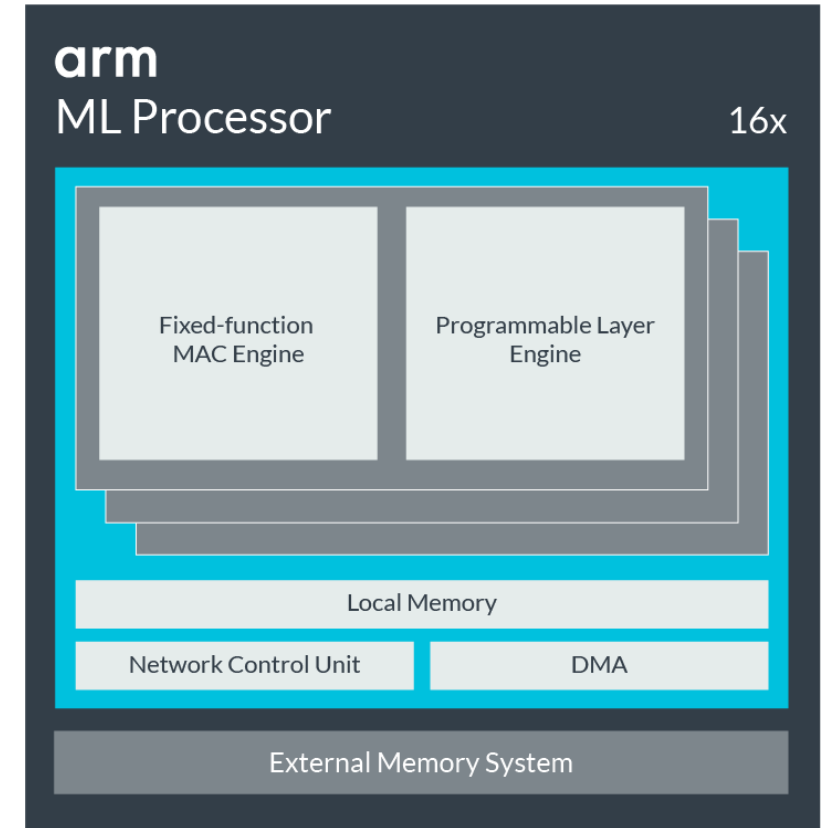 arm
ML Processor
16x
Fixed-function
MAC Engine
Programmable Layer
Engine
Local Memory
Network Control Unit
DMA
External Memory System